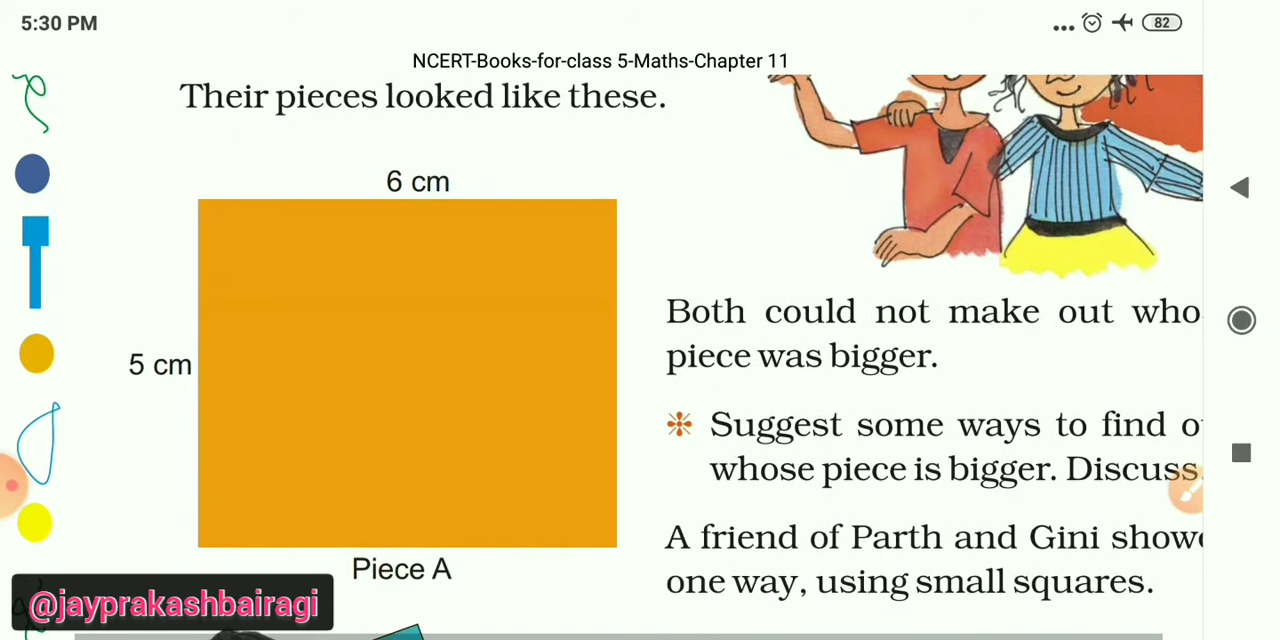 5:30 PM
82
NCERT-Books-for-class 5-Maths-Chapter 11
Their pieces looked like these.
6 cm
5 cm
Piece A
Both could not make out who
piece was bigger.
Suggest some ways to find o
whose piece is bigger. Discuss.
A friend of Parth and Gini show
one way, using small squares.
@jayprakashbairagi